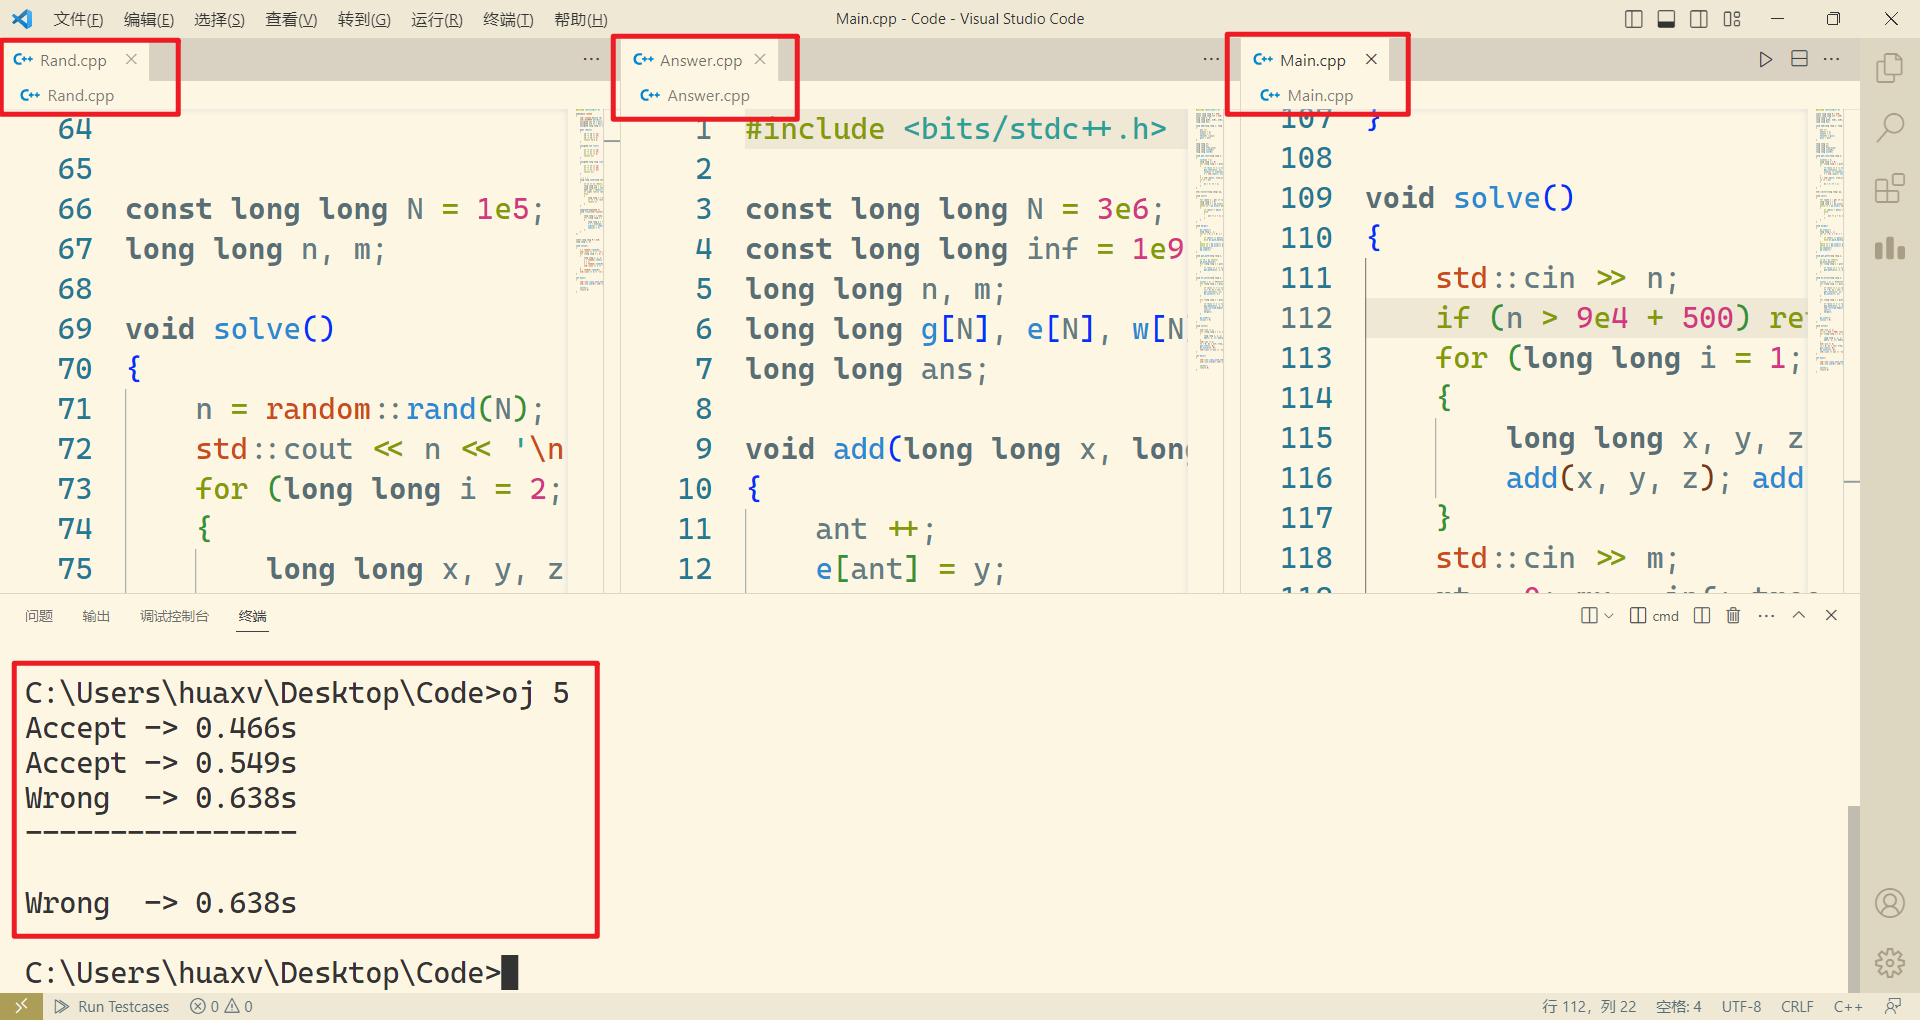 文件(F) 编辑(E) 选择(S) 查看(V) 转到(G) 运行(R) 终端(T) 帮助(H)
Main.cpp - Code - Visual Studio Code
C++ Rand.cpp
C++ Rand.cpp
64
65
66 const long long N = 1e5;
67 long long n, m;
68
69 void solve()
70 {
71 n = random::rand(N);
72 std::cout << n << '\n
73 for (long long i = 2;
74 {
75 long long x, y, z
C++ Answer.cpp
C++ Answer.cpp
1 #include <bits/stdc++.h>
2
3 const long long N = 3e6;
4 const long long inf = 1e9
5 long long n, m;
6 long long g[N], e[N], w[N
7 long long ans;
8
9 void add(long long x, long
10 {
11 ant ++;
12 e[ant] = y;
C++ Main.cpp
C++ Main.cpp
107 }
108
109 void solve()
110 {
111 std::cin >> n;
112 if (n > 9e4 + 500) re
113 for (long long i = 1;
114 {
115 long long x, y, z
116 add(x, y, z); add
117 }
118 std::cin >> m;
问题 输出 调试控制台 终端
cmd
C:\Users\huaxv\Desktop\Code>oj 5
Accept -> 0.466s
Accept -> 0.549s
Wrong -> 0.638s
----------------
Wrong -> 0.638s
C:\Users\huaxv\Desktop\Code>
Run Testcases 0 0
行 112，列 22 空格: 4 UTF-8 CRLF C++